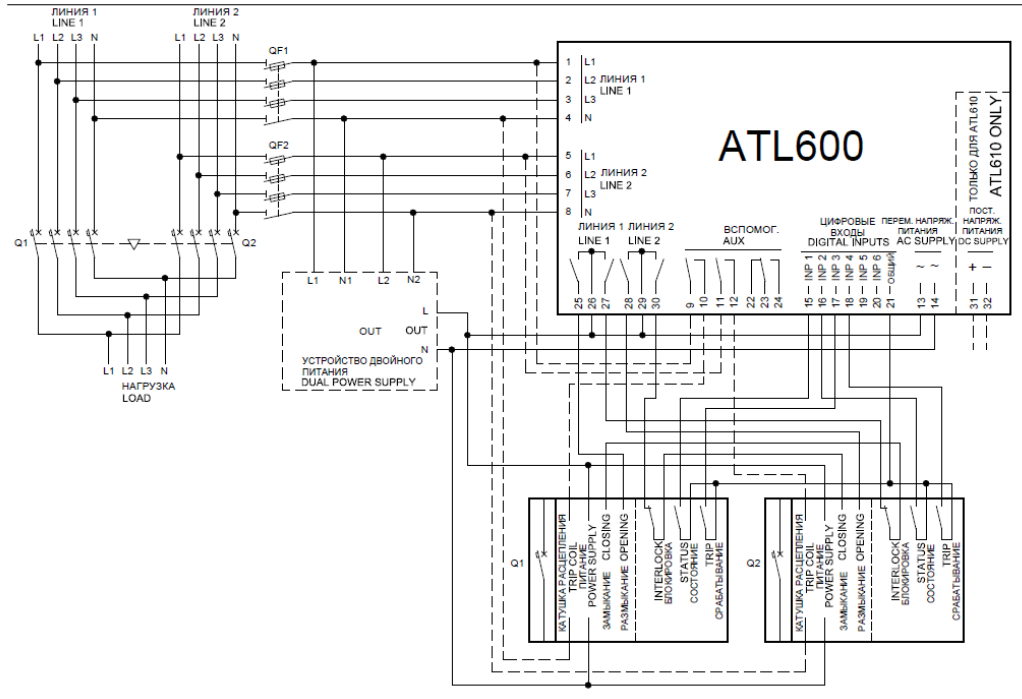 ЛИНИЯ 1
LINE 1
L1 L2 L3 N
ЛИНИЯ 2
LINE 2
L1 L2 L3 N
QF1
QF2
Q1
Q2
L1 L2 L3 N
НАГРУЗКА
LOAD
L1 N1 L2 N2
L
OUT OUT
N
УСТРОЙСТВО ДВОЙНОГО
ПИТАНИЯ
DUAL POWER SUPPLY
ATL600
1 L1
2 L2 ЛИНИЯ 1
LINE 1
3 L3
4 N
5 L1
6 L2 ЛИНИЯ 2
LINE 2
7 L3
8 N
ТОЛЬКО ДЛЯ ATL610
ATL610 ONLY
ЛИНИЯ 1
LINE 1
ЛИНИЯ 2
LINE 2
ВСПОМОГ.
AUX
ЦИФРОВЫЕ
ВХОДЫ
DIGITAL INPUTS
ПЕРЕМ. НАПРЯЖ.
ПИТАНИЯ
AC SUPPLY
ПОСТ.
НАПРЯЖ.
ПИТАНИЯ
DC SUPPLY
INP 1
INP 2
INP 3
INP 4
INP 5
INP 6
ОБЩИЙ
~ ~
+ –
25 26 27 28 29 30 9 10 11 12 22 23 24 15 16 17 18 19 20 21 13 14 31 32
Q1
КАТУШКА РАСЦЕПЛЕНИЯ
TRIP COIL
ПИТАНИЕ
POWER SUPPLY
ЗАМЫКАНИЕ CLOSING
РАЗМЫКАНИЕ OPENING
INTERLOCK
БЛОКИРОВКА
STATUS
СОСТОЯНИЕ
TRIP
СРАБАТЫВАНИЕ
Q2
КАТУШКА РАСЦЕПЛЕНИЯ
TRIP COIL
ПИТАНИЕ
POWER SUPPLY
ЗАМЫКАНИЕ CLOSING
РАЗМЫКАНИЕ OPENING
INTERLOCK
БЛОКИРОВКА
STATUS
СОСТОЯНИЕ
TRIP
СРАБАТЫВАНИЕ